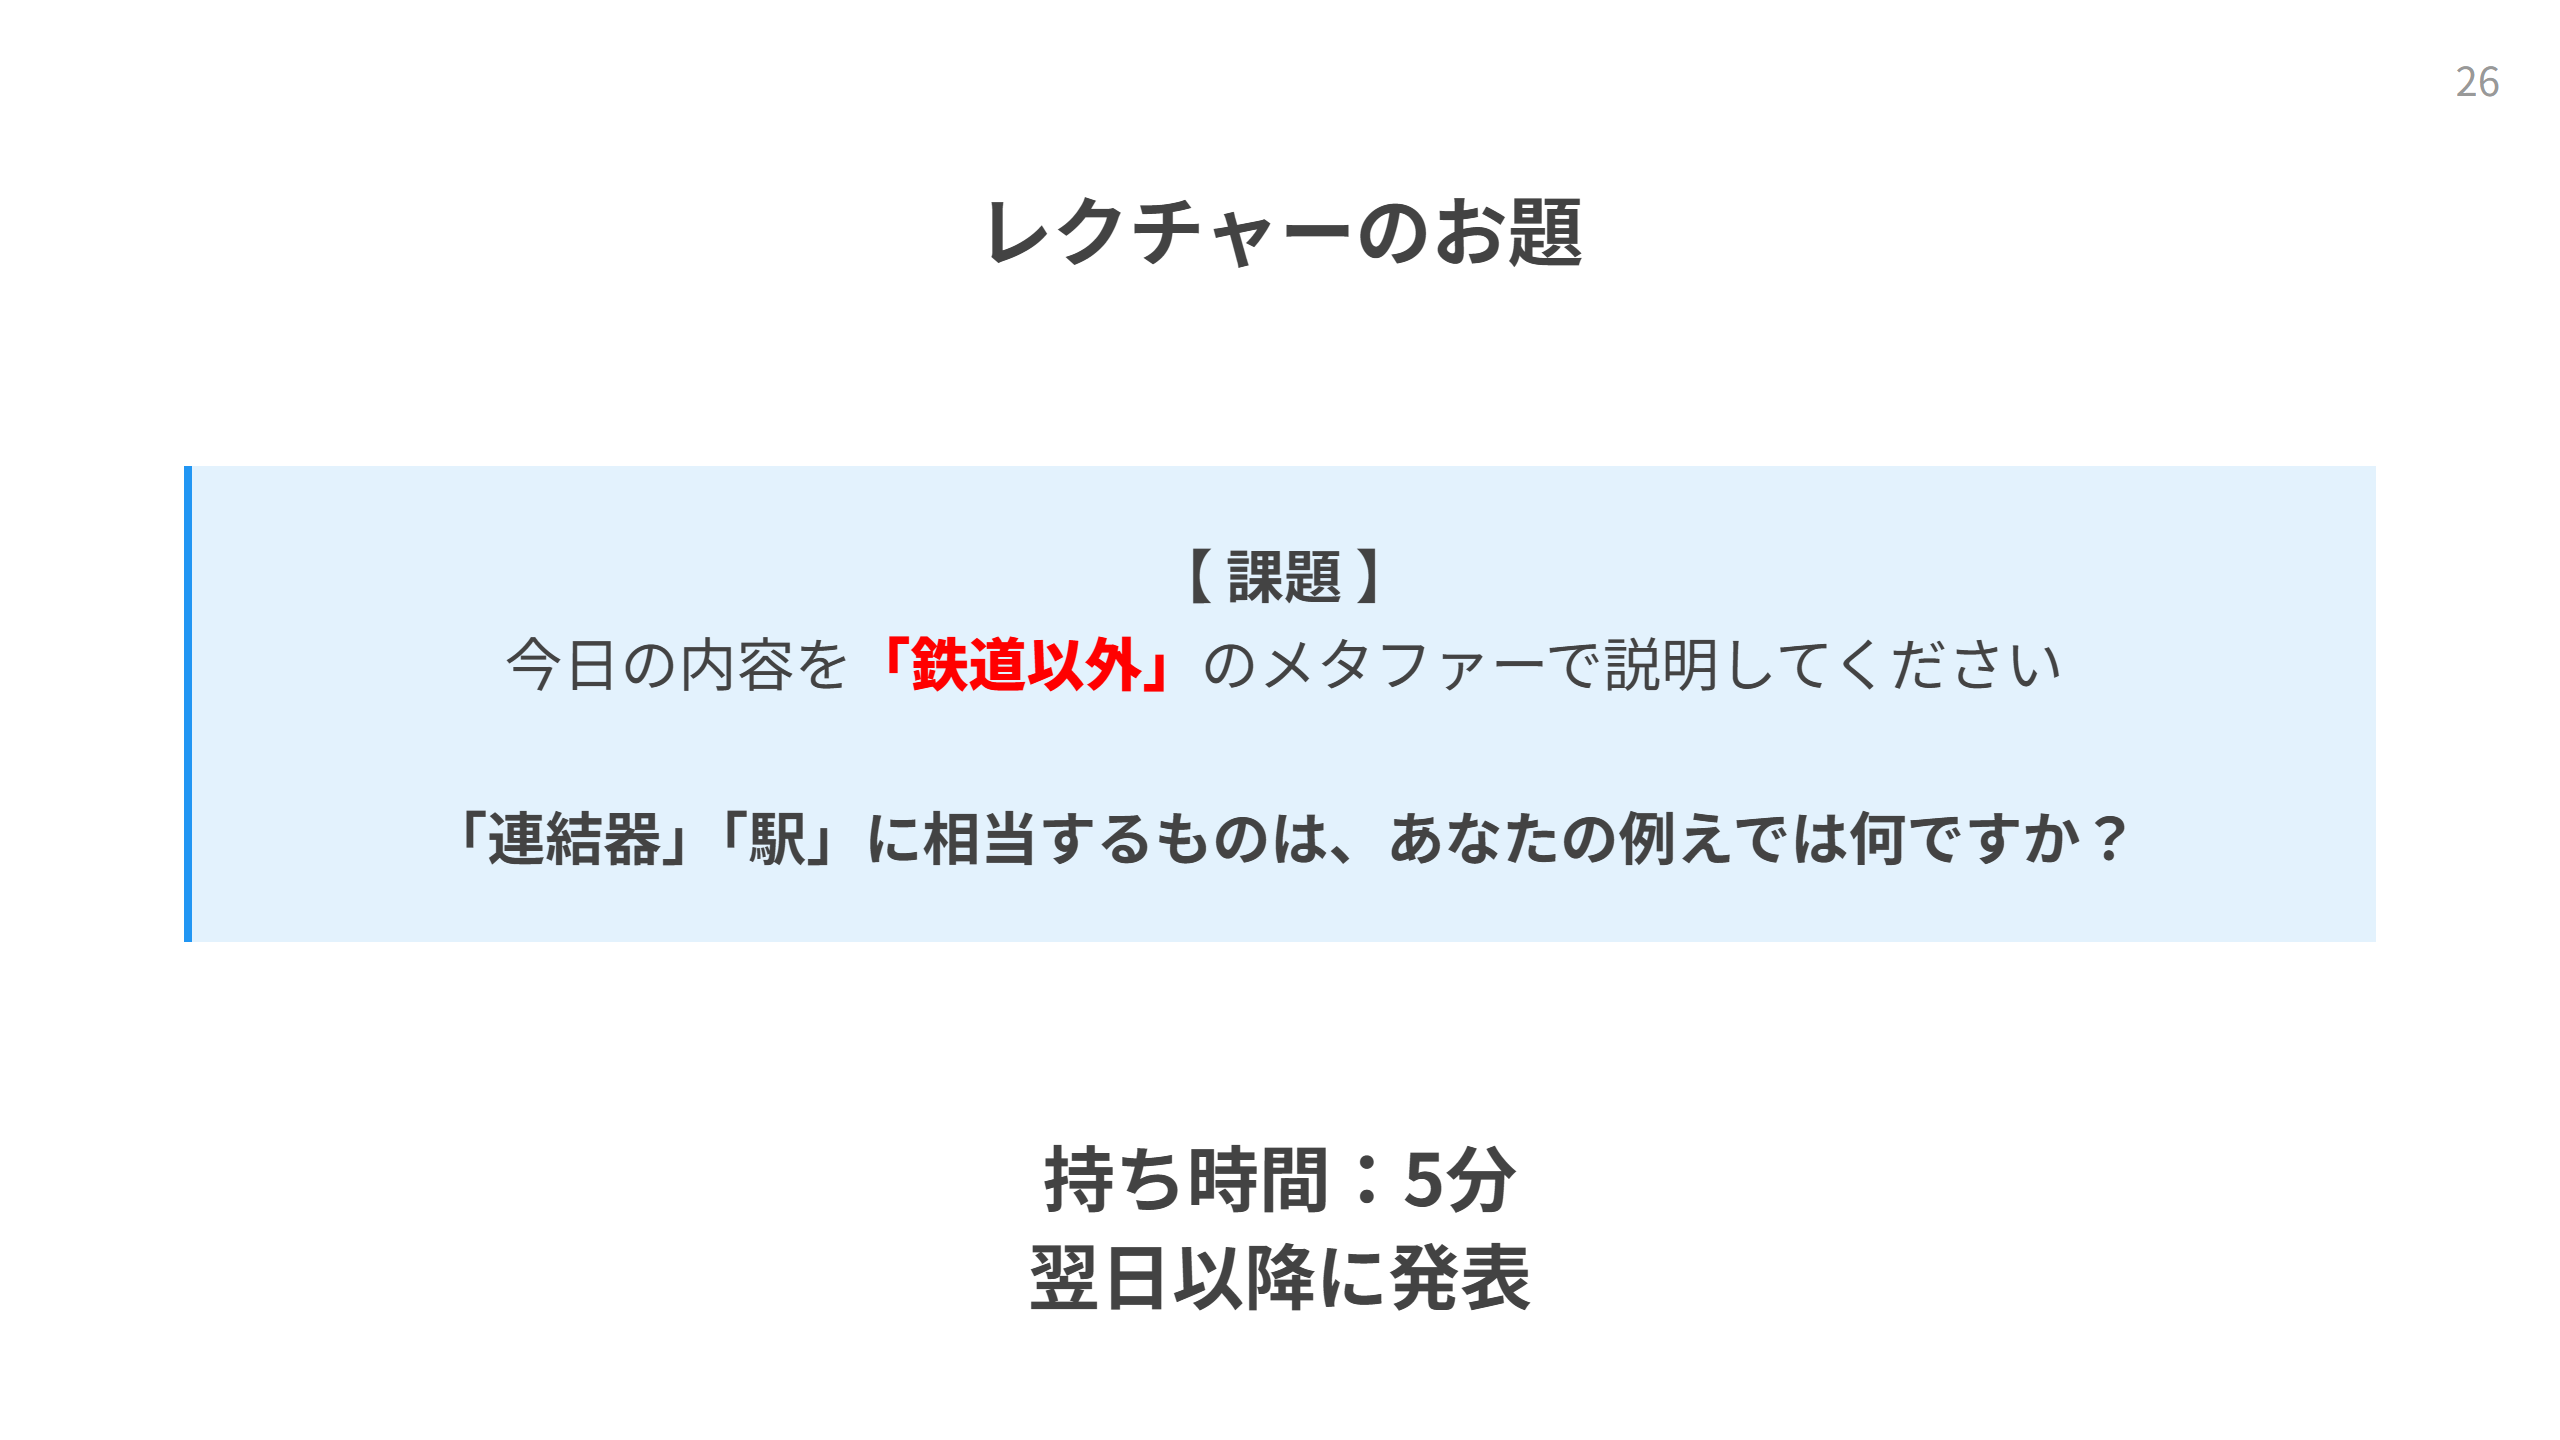 26
レクチャーのお題
【 課題 】
今日の内容を「鉄道以外」のメタファーで説明してください
「連結器」「駅」に相当するものは、あなたの例えでは何ですか？
持ち時間：5分
翌日以降に発表